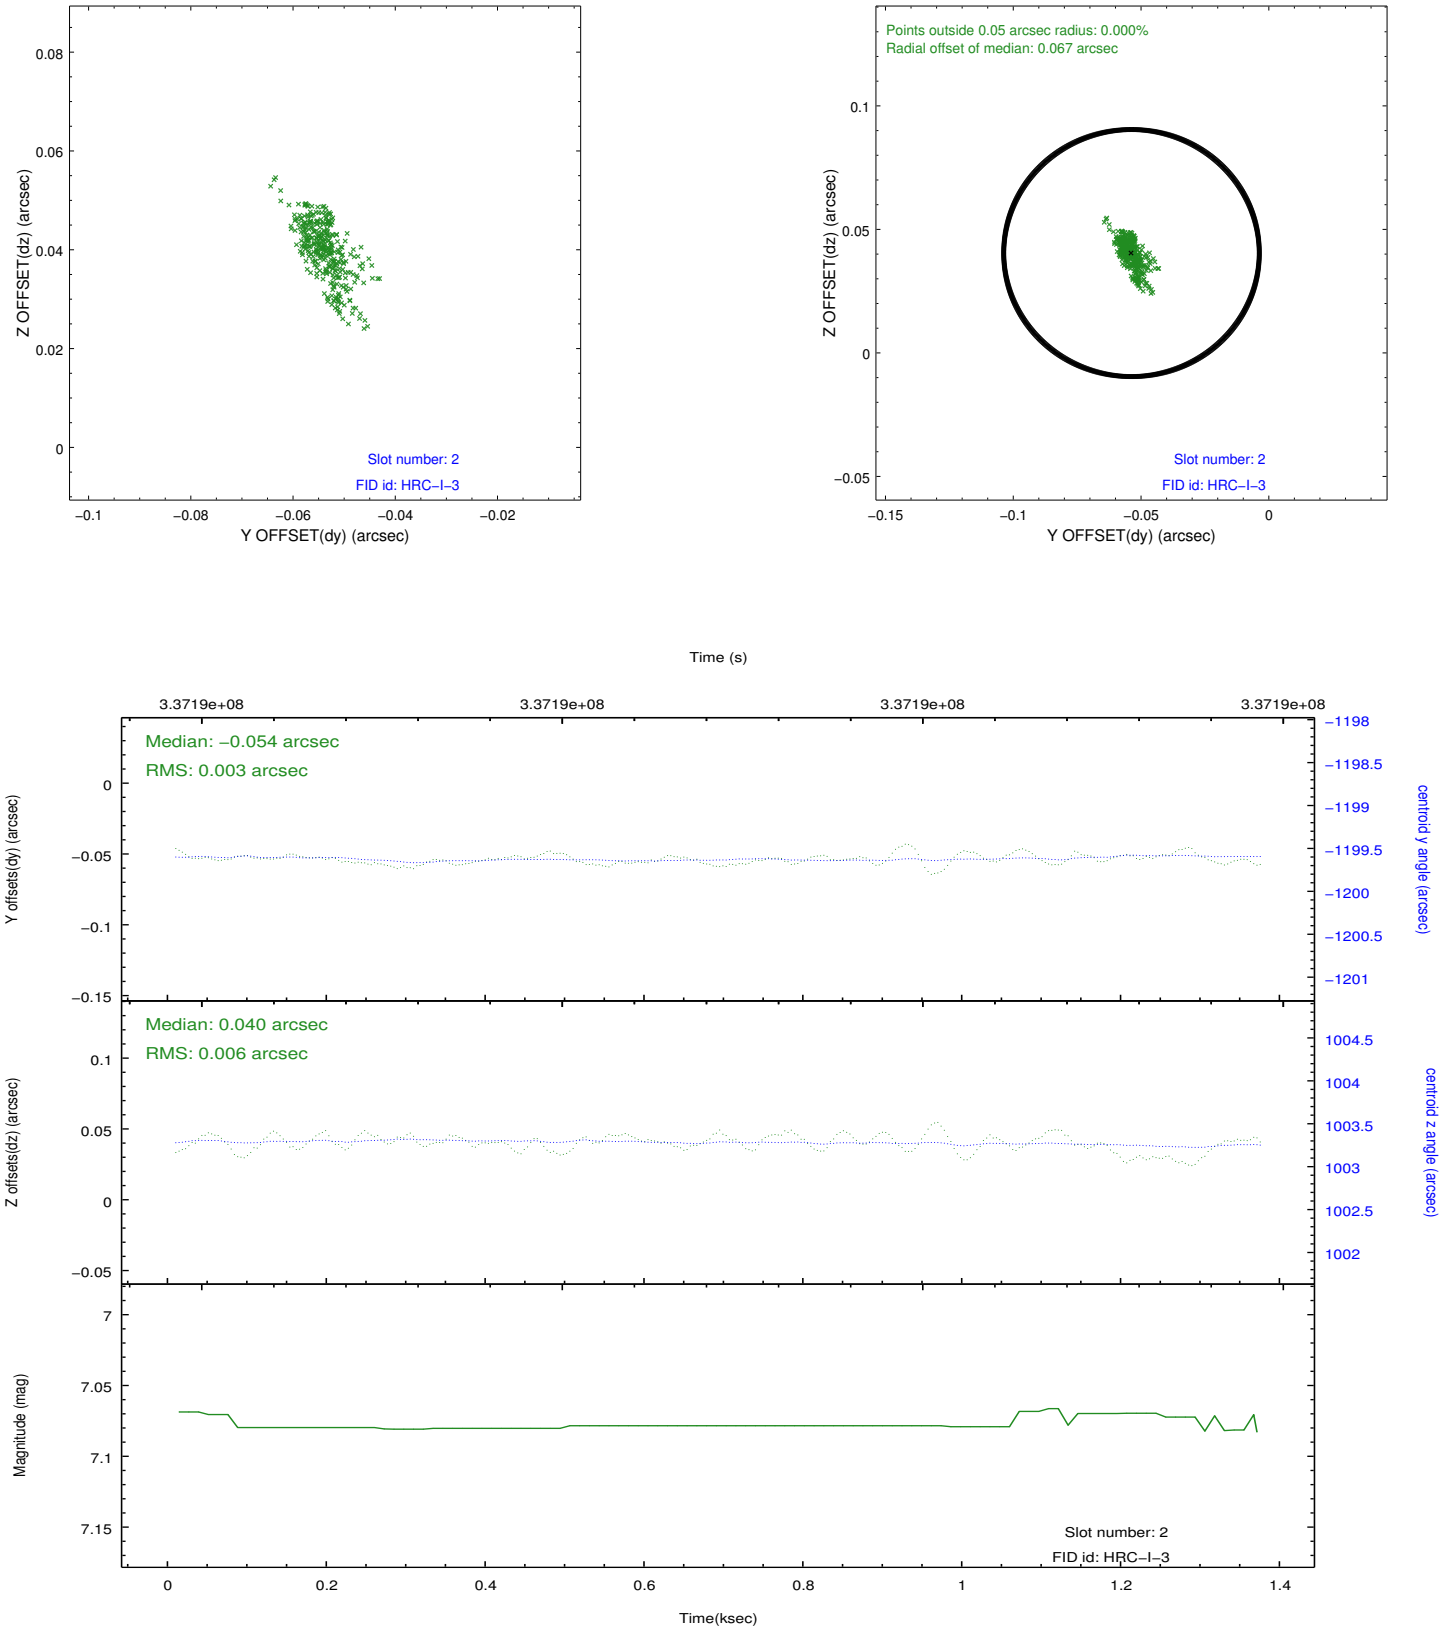 0.08
0.06
0.04
0.02
0
Z OFFSET(dz) (arcsec)
Slot number: 2
FID id: HRC−I−3
−0.1
−0.08
−0.06
−0.04
−0.02
Y OFFSET(dy) (arcsec)
Points outside 0.05 arcsec radius: 0.000%
Radial offset of median: 0.067 arcsec
0.1
0.05
0
−0.05
Z OFFSET(dz) (arcsec)
Slot number: 2
FID id: HRC−I−3
−0.15
−0.1
−0.05
0
Y OFFSET(dy) (arcsec)
Time (s)
3.3719e+08
3.3719e+08
3.3719e+08
3.3719e+08
Median: −0.054 arcsec
RMS: 0.003 arcsec
0
−0.05
−0.1
−0.15
Y offsets(dy) (arcsec)
−1198
−1198.5
−1199
−1199.5
−1200
−1200.5
−1201
centroid y angle (arcsec)
Median: 0.040 arcsec
RMS: 0.006 arcsec
0.1
0.05
0
−0.05
Z offsets(dz) (arcsec)
1004.5
1004
1003.5
1003
1002.5
1002
centroid z angle (arcsec)
7
7.05
7.1
7.15
Magnitude (mag)
Slot number: 2
FID id: HRC−I−3
0
0.2
0.4
0.6
0.8
1
1.2
1.4
Time(ksec)